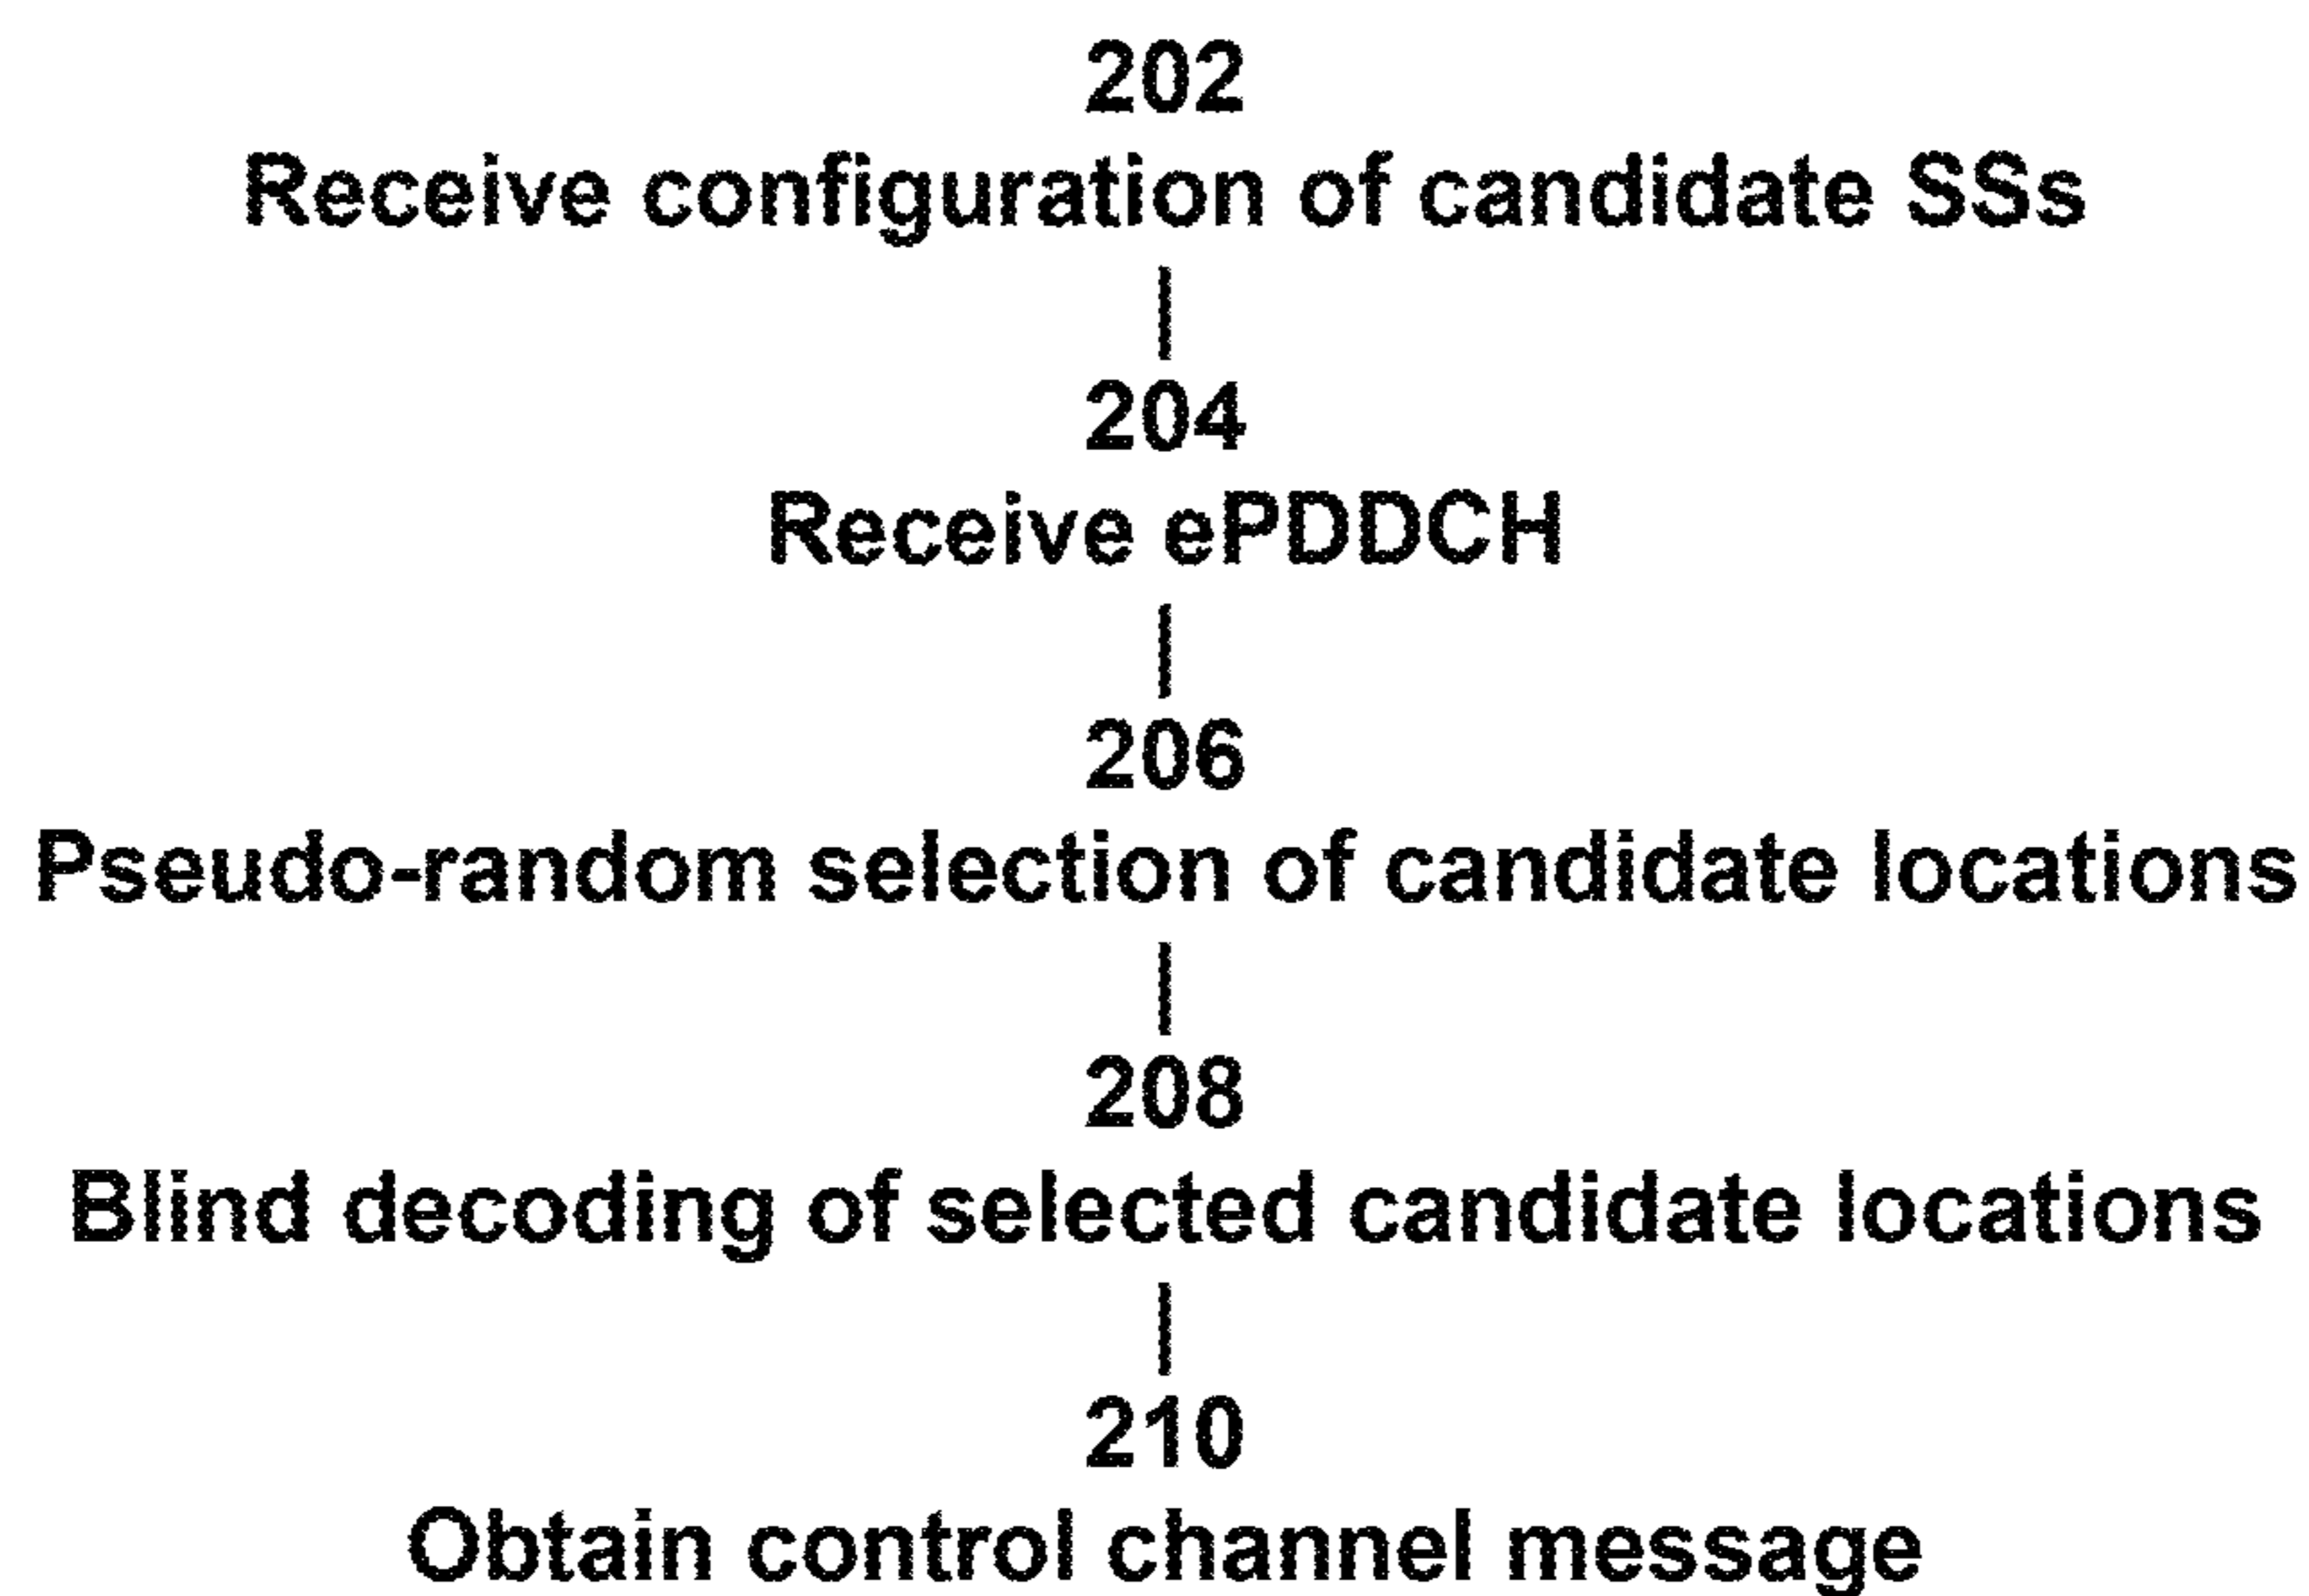 202
Receive configuration of candidate SSs
204
Receive ePDDCH
206
Pseudo-random selection of candidate locations
208
Blind decoding of selected candidate locations
210
Obtain control channel message